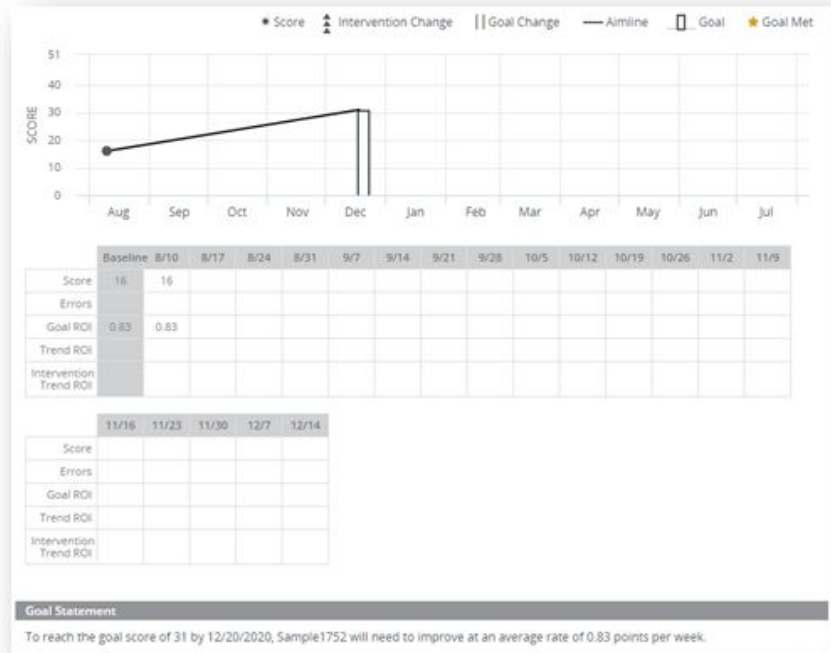 Score Intervention Change Goal Change Aimline Goal Goal Met
51
40
30
20
10
0
SCORE
Aug Sep Oct Nov Dec Jan Feb Mar Apr May Jun Jul
Baseline 8/10 8/17 8/24 8/31 9/7 9/14 9/21 9/28 10/5 10/12 10/19 10/26 11/2 11/9
Score 16 16
Errors
Goal ROI 0.83 0.83
Trend ROI
Intervention
Trend ROI
11/16 11/23 11/30 12/7 12/14
Score
Errors
Goal ROI
Trend ROI
Intervention
Trend ROI
Goal Statement
To reach the goal score of 31 by 12/20/2020, Sample1752 will need to improve at an average rate of 0.83 points per week.